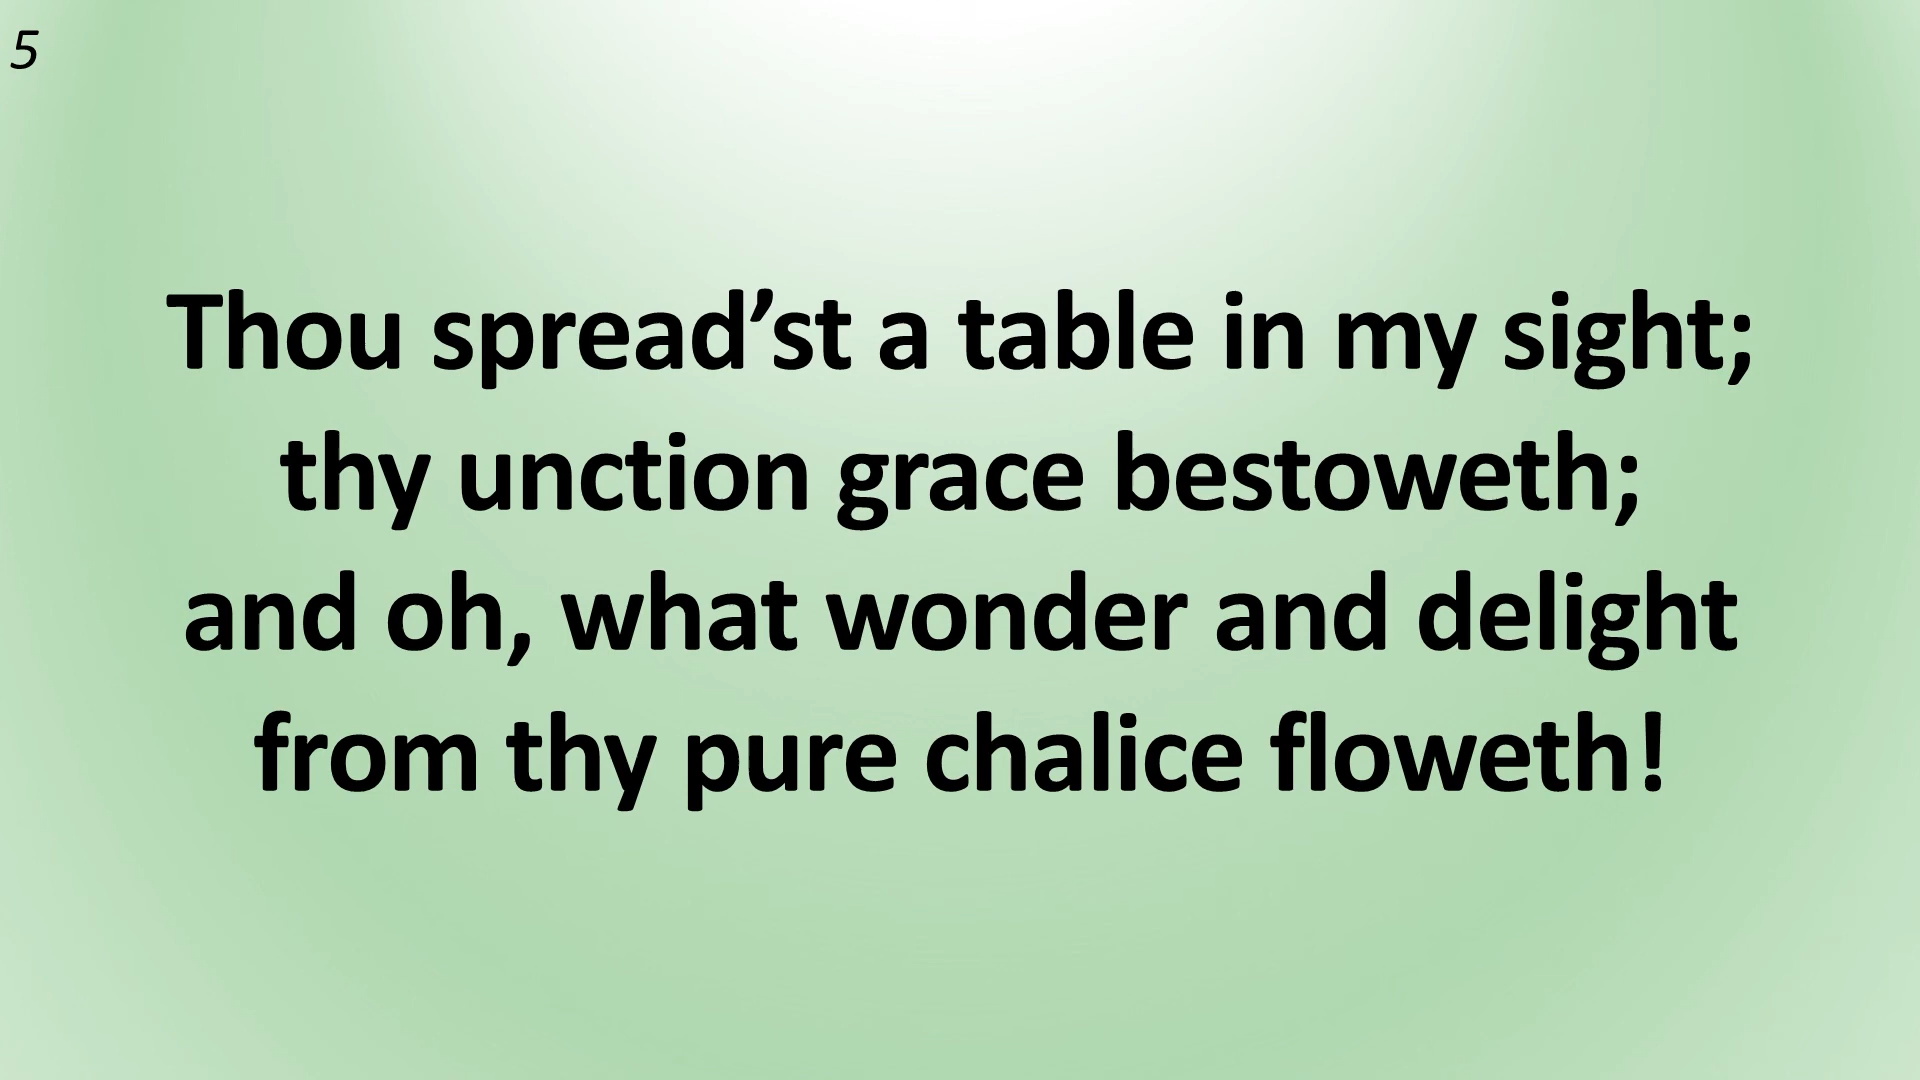 5
Thou spread’st a table in my sight;
thy unction grace bestoweth;
and oh, what wonder and delight
from thy pure chalice floweth!